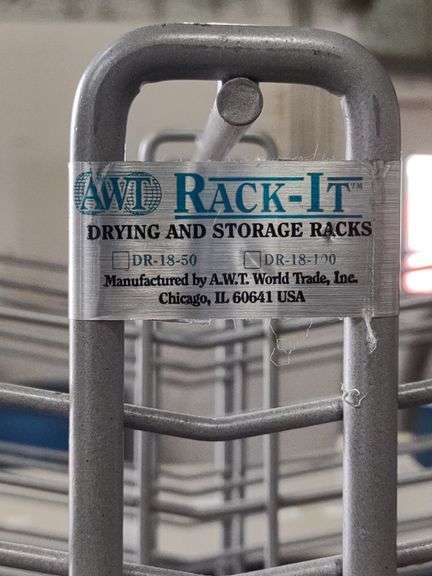 AWT RACK-IT™
DRYING AND STORAGE RACKS
DR-18-50 DR-18-100
Manufactured by A.W.T. World Trade, Inc.
Chicago, IL 60641 USA